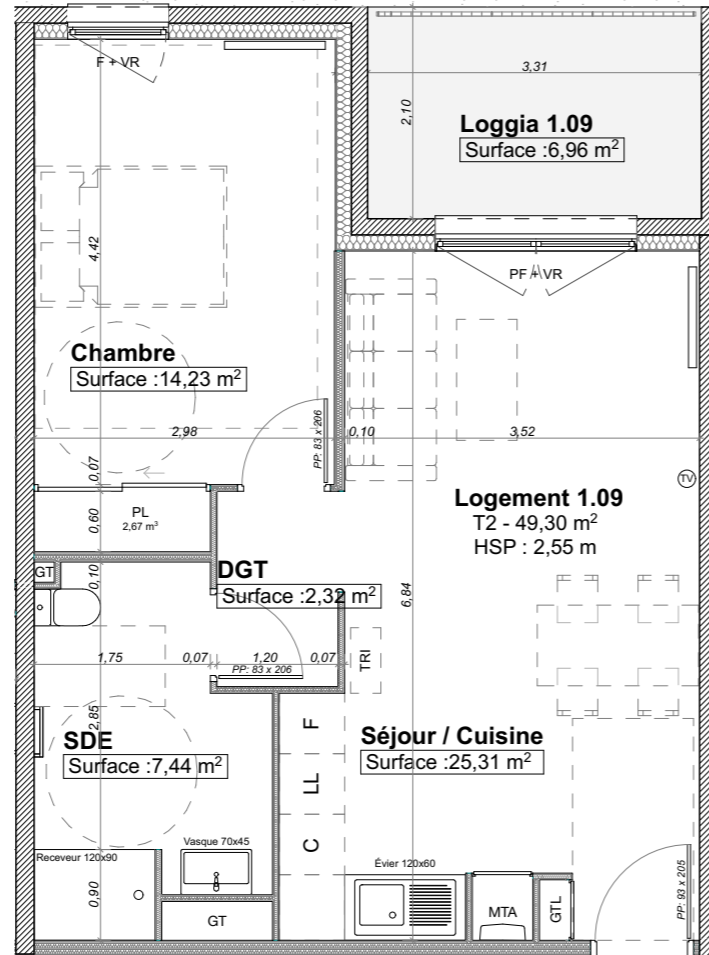 F + VR
3,31
2,10
Loggia 1.09
Surface :6,96 m²
PF + VR
4,42
Chambre
Surface :14,23 m²
2,98
PP: 83 x 206
0,10
3,52
0,07
TV
PL
2,67 m³
0,60
Logement 1.09
T2 - 49,30 m²
HSP : 2,55 m
GT
0,10
DGT
Surface :2,32 m²
6,84
1,75
0,07
1,20
0,07
PP: 83 x 206
TRI
2,85
SDE
Surface :7,44 m²
F
LL
C
Séjour / Cuisine
Surface :25,31 m²
Receveur 120x90
Vasque 70x45
Évier 120x60
0,90
GT
MTA
GTL
PP: 93 x 205